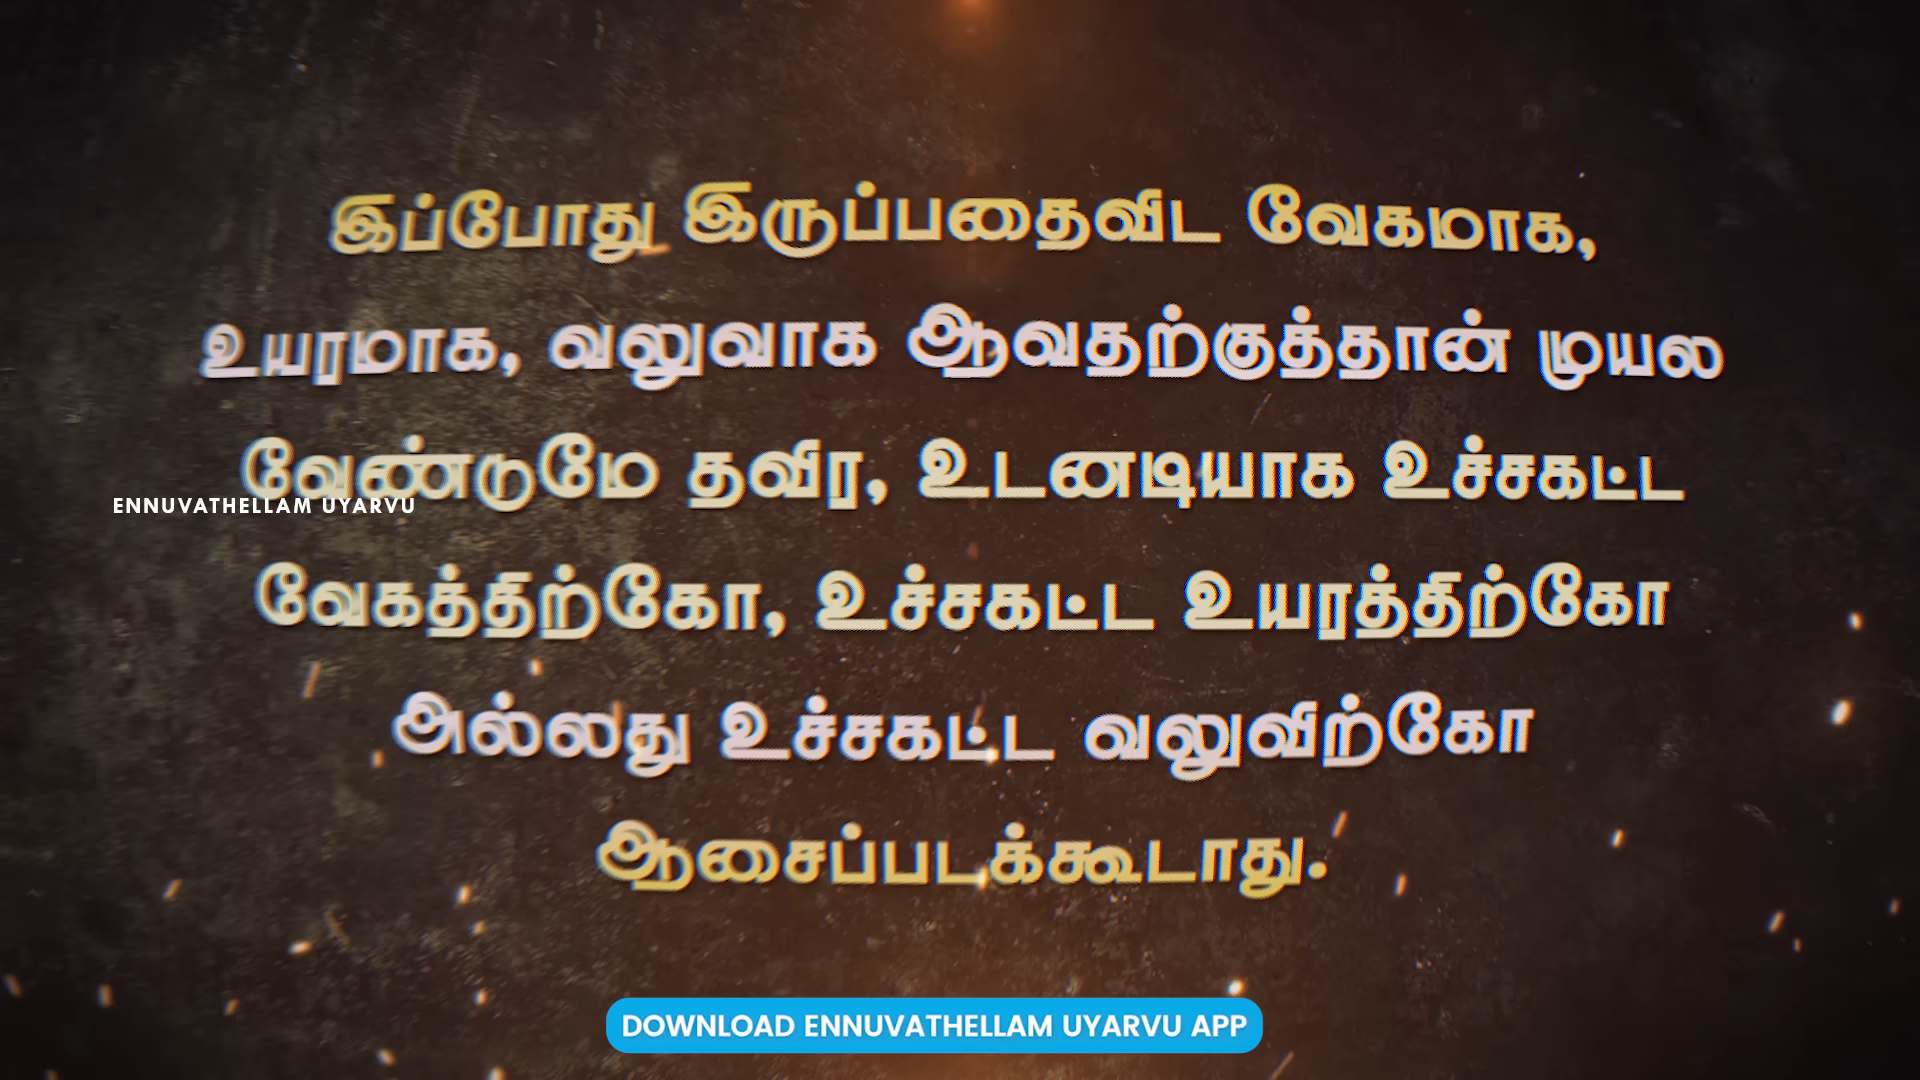 இப்போது இருப்பதைவிட வேகமாக,
உயரமாக, வலுவாக ஆவதற்குத்தான் முயல
வேண்டுமே தவிர, உடனடியாக உச்சகட்ட
ENNUVATHELLAM UYARVU
வேகத்திற்கோ, உச்சகட்ட உயரத்திற்கோ
அல்லது உச்சகட்ட வலுவிற்கோ
ஆசைப்படக்கூடாது.
DOWNLOAD ENNUVATHELLAM UYARVU APP